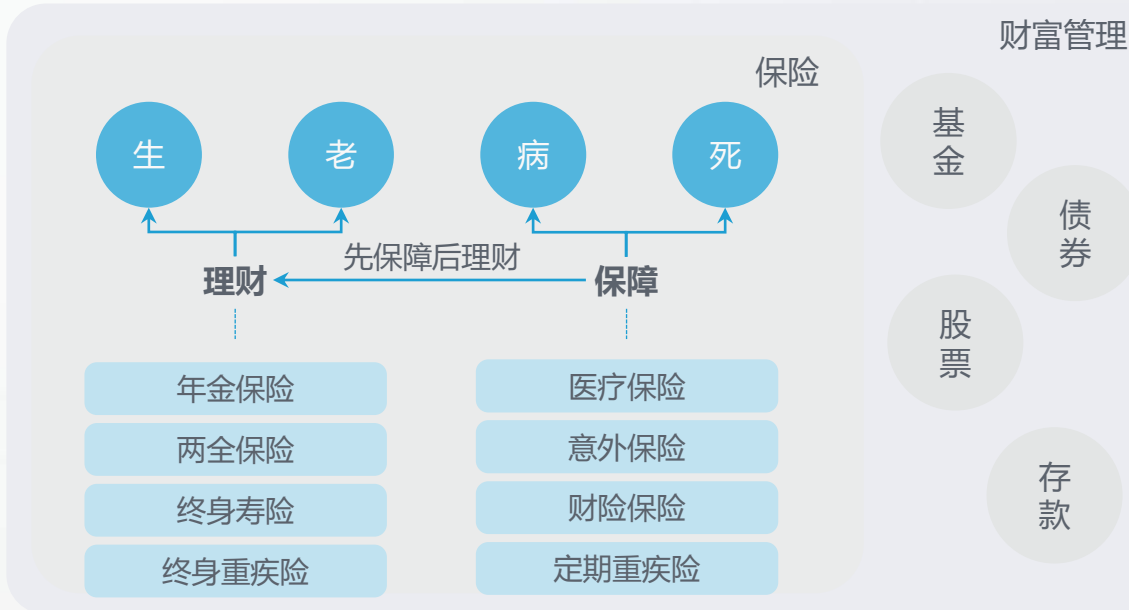 财富管理
保险
生
老
病
死
先保障后理财
理财
保障
年金保险
两全保险
终身寿险
终身重疾险
医疗保险
意外保险
财险保险
定期重疾险
基
金
债
券
股
票
存
款